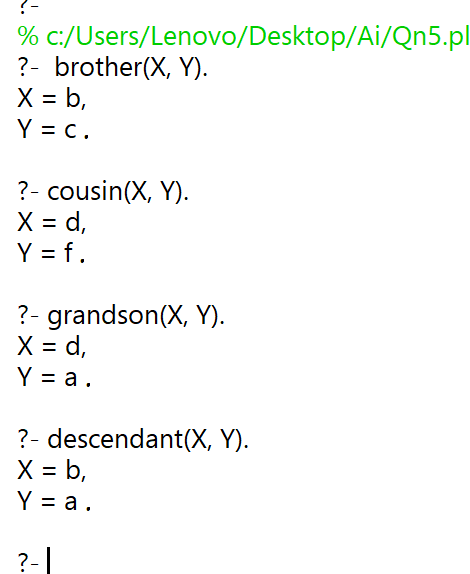 ?-
% c:/Users/Lenovo/Desktop/Ai/Qn5.pl
?-  brother(X, Y).
X = b,
Y = c .
?- cousin(X, Y).
X = d,
Y = f .
?- grandson(X, Y).
X = d,
Y = a .
?- descendant(X, Y).
X = b,
Y = a .
?-